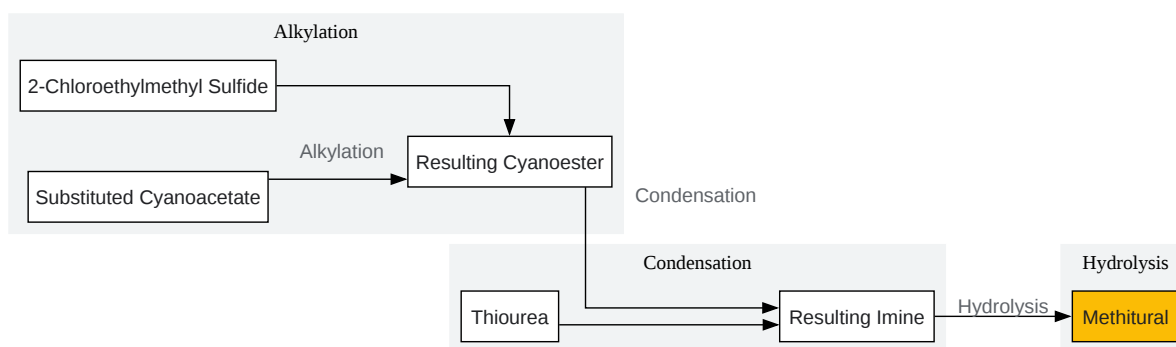 Alkylation
2-Chloroethylmethyl Sulfide
Alkylation
Resulting Cyanoester
Substituted Cyanoacetate
Condensation
Condensation
Hydrolysis
Thiourea
Resulting Imine
Hydrolysis
Methitural